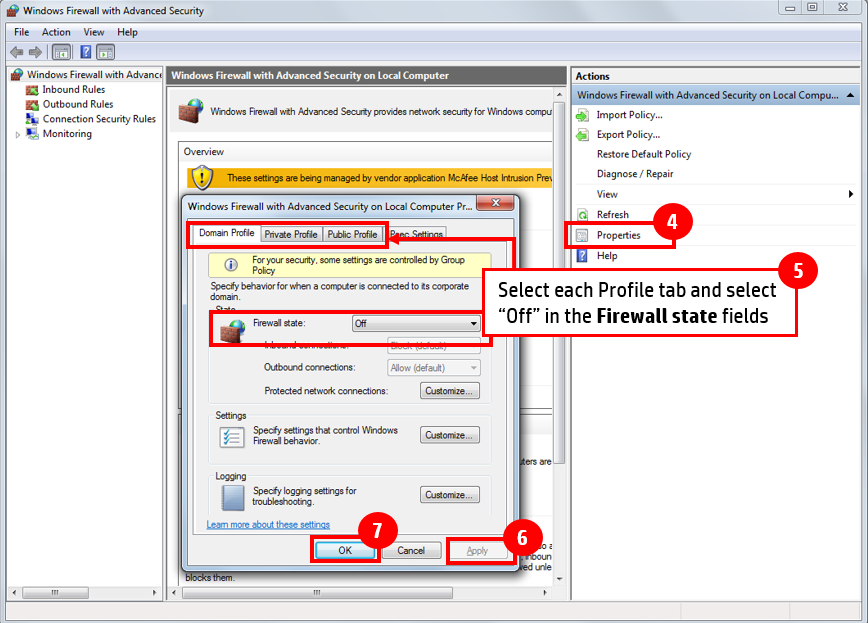 Windows Firewall with Advanced Security
File Action View Help
Windows Firewall with Advance
Inbound Rules
Outbound Rules
Connection Security Rules
Monitoring
Windows Firewall with Advanced Security on Local Computer
Windows Firewall with Advanced Security provides network security for Windows compu
Overview
These settings are being managed by vendor application McAfee Host Intrusion Prev
Windows Firewall with Advanced Security on Local Computer Pr...
Domain Profile Private Profile Public Profile IPsec Settings
For your security, some settings are controlled by Group
Policy
Specify behavior for when a computer is connected to its corporate
domain.
State
Firewall state: Off
Inbound connections: Block (default)
Outbound connections: Allow (default)
Protected network connections: Customize...
Settings
Specify settings that control Windows
Firewall behavior.
Customize...
Logging
Specify logging settings for
troubleshooting.
Customize...
Learn more about these settings
7
6
OK Cancel Apply
uters are
blocks them.
Actions
Windows Firewall with Advanced Security on Local Compu...
Import Policy...
Export Policy...
Restore Default Policy
Diagnose / Repair
View
Refresh
4
Properties
Help
5
Select each Profile tab and select
“Off” in the Firewall state fields